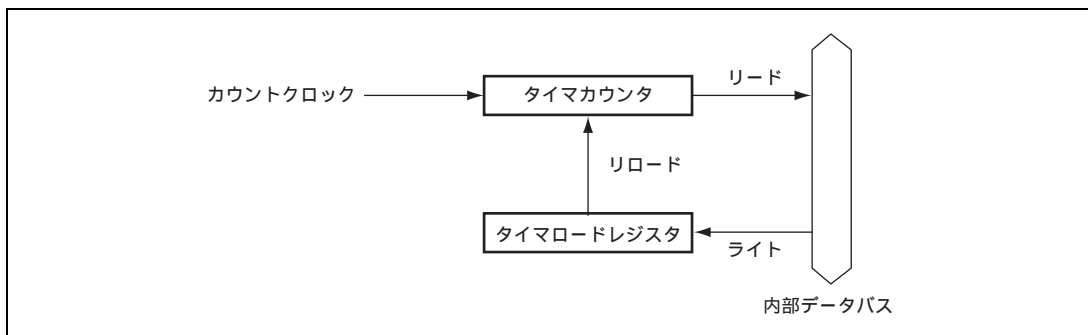 カウントクロック
タイマカウンタ
リード
リロード
タイマロードレジスタ
ライト
内部データバス